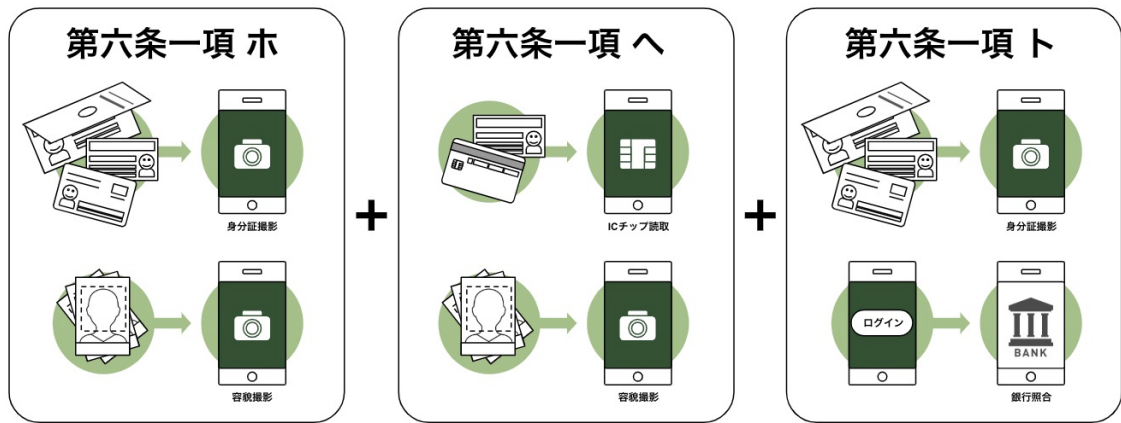 第六条一項 ホ
身分証撮影
容貌撮影
+
第六条一項 ヘ
ICチップ読取
容貌撮影
+
第六条一項 ト
身分証撮影
ログイン
BANK
銀行照合